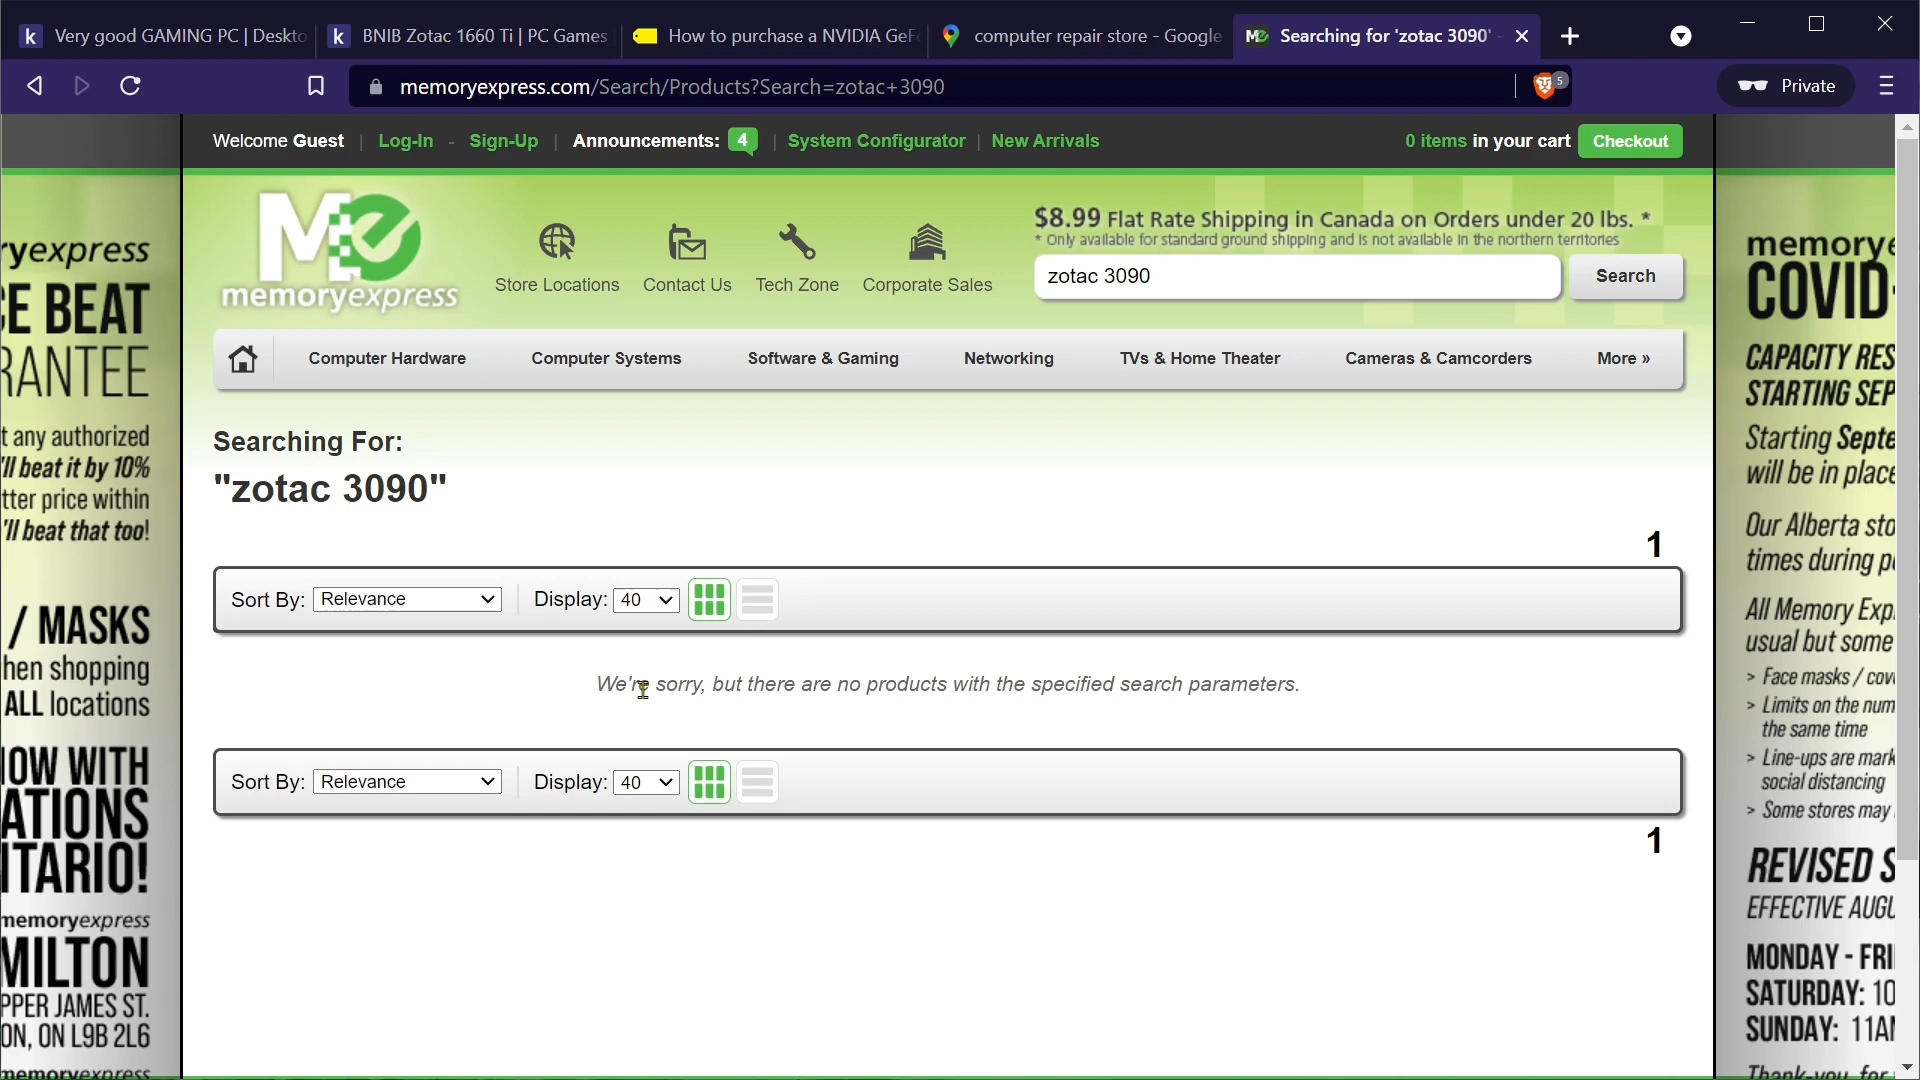 Very good GAMING PC | Deskto
BNIB Zotac 1660 Ti | PC Games
How to purchase a NVIDIA GeF
computer repair store - Google
Searching for 'zotac 3090' -
memoryexpress.com/Search/Products?Search=zotac+3090
5
Private
Welcome Guest | Log-In - Sign-Up | Announcements: 4 | System Configurator | New Arrivals
0 items in your cart Checkout
Me
memoryexpress
Store Locations
Contact Us
Tech Zone
Corporate Sales
$8.99 Flat Rate Shipping in Canada on Orders under 20 lbs. *
* Only available for standard ground shipping and is not available in the northern territories
zotac 3090
Search
Computer Hardware
Computer Systems
Software & Gaming
Networking
TVs & Home Theater
Cameras & Camcorders
More »
Searching For:
"zotac 3090"
1
Sort By: Relevance
Display: 40
We're sorry, but there are no products with the specified search parameters.
Sort By: Relevance
Display: 40
1
ryexpress
CE BEAT
RANTEE
t any authorized
'll beat it by 10%
tter price within
'll beat that too!
/ MASKS
hen shopping
ALL locations
NOW WITH
ATIONS
NTARIO!
memoryexpress
MILTON
PPER JAMES ST.
ON, ON L9B 2L6
memoryexpress
memorye
COVID-
CAPACITY RES
STARTING SEP
Starting Septe
will be in place
Our Alberta sto
times during p
All Memory Exp
usual but some
> Face masks / cov
> Limits on the num
the same time
> Line-ups are mark
social distancing
> Some stores may
REVISED S
EFFECTIVE AUGU
MONDAY - FRI
SATURDAY: 10
SUNDAY: 11AM
Thank-you for